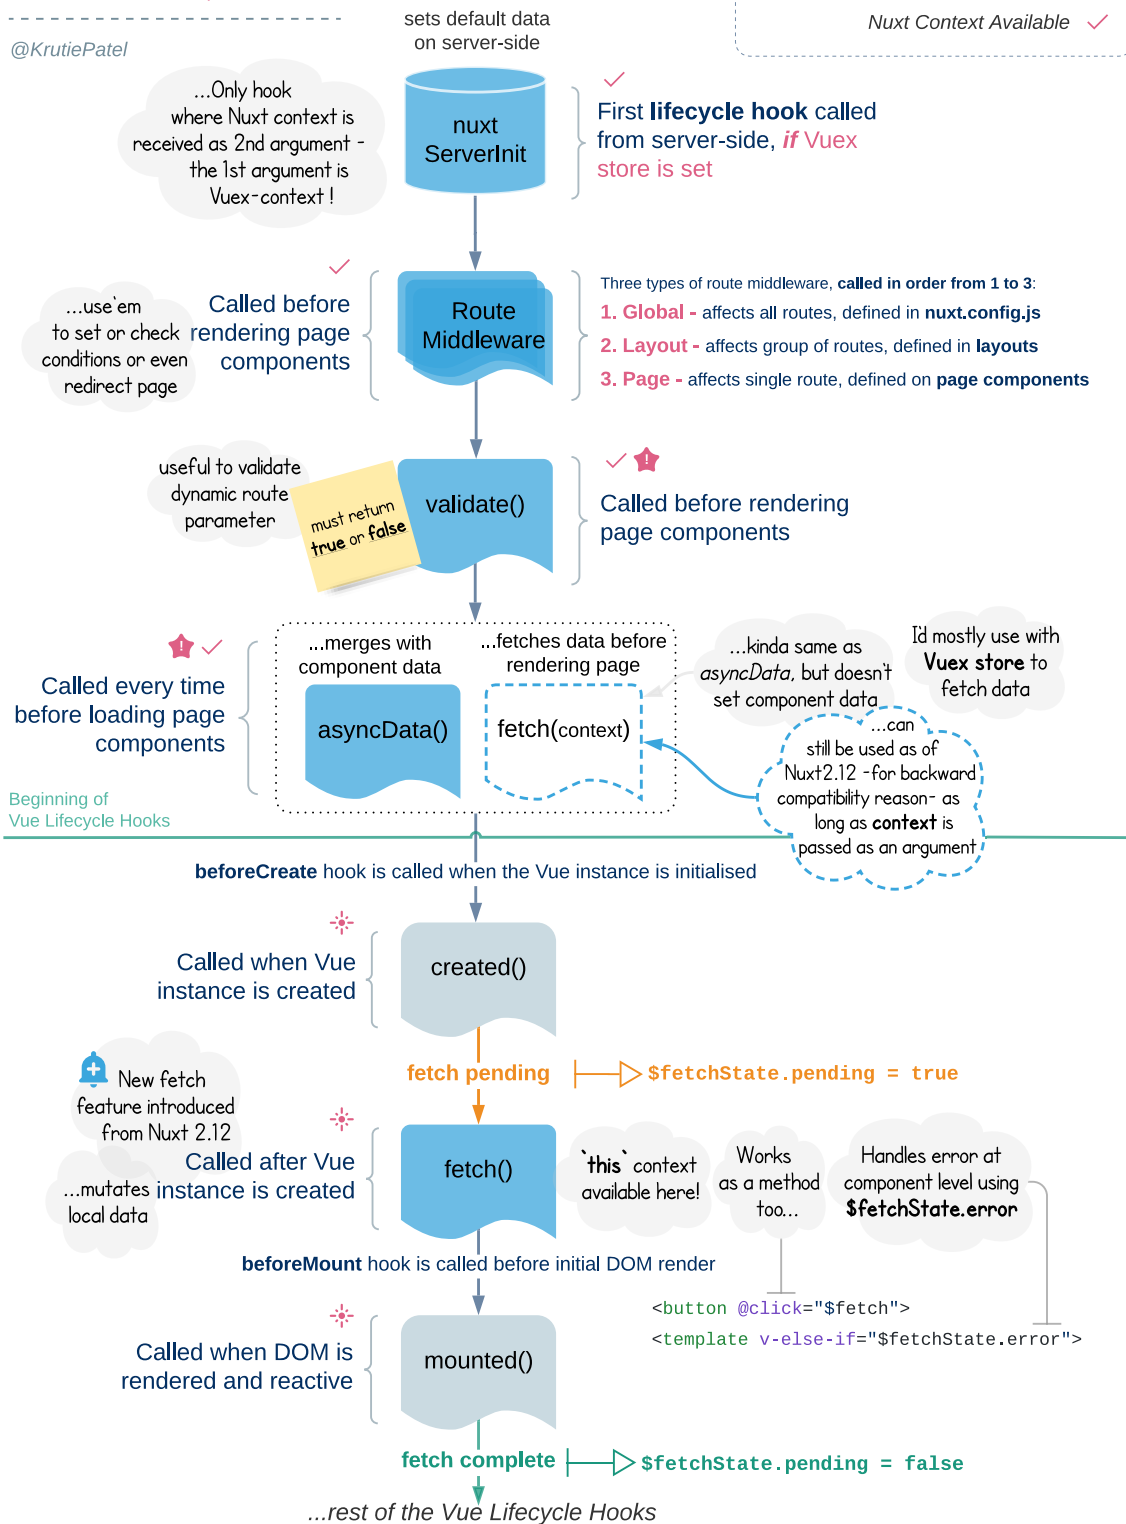 @KrutiePatel
sets default data
on server-side
Nuxt Context Available
...Only hook
where Nuxt context is
received as 2nd argument -
the 1st argument is
Vuex-context !
nuxt
ServerInit
First lifecycle hook called
from server-side, if Vuex
store is set
...use'em
to set or check
conditions or even
redirect page
Called before
rendering page
components
Route
Middleware
Three types of route middleware, called in order from 1 to 3:
1. Global - affects all routes, defined in nuxt.config.js
2. Layout - affects group of routes, defined in layouts
3. Page - affects single route, defined on page components
useful to validate
dynamic route
parameter
must return
true or false
validate()
Called before rendering
page components
Called every time
before loading page
components
...merges with
component data
asyncData()
...fetches data before
rendering page
fetch(context)
...kinda same as
asyncData, but doesn't
set component data
I'd mostly use with
Vuex store to
fetch data
...can
still be used as of
Nuxt2.12 -for backward
compatibility reason- as
long as context is
passed as an argument
Beginning of
Vue Lifecycle Hooks
beforeCreate hook is called when the Vue instance is initialised
Called when Vue
instance is created
created()
fetch pending
$fetchState.pending = true
New fetch
feature introduced
from Nuxt 2.12
...mutates
local data
Called after Vue
instance is created
fetch()
`this` context
available here!
Works
as a method
too...
Handles error at
component level using
$fetchState.error
beforeMount hook is called before initial DOM render
<button @click="$fetch">
<template v-else-if="$fetchState.error">
Called when DOM is
rendered and reactive
mounted()
fetch complete
$fetchState.pending = false
...rest of the Vue Lifecycle Hooks